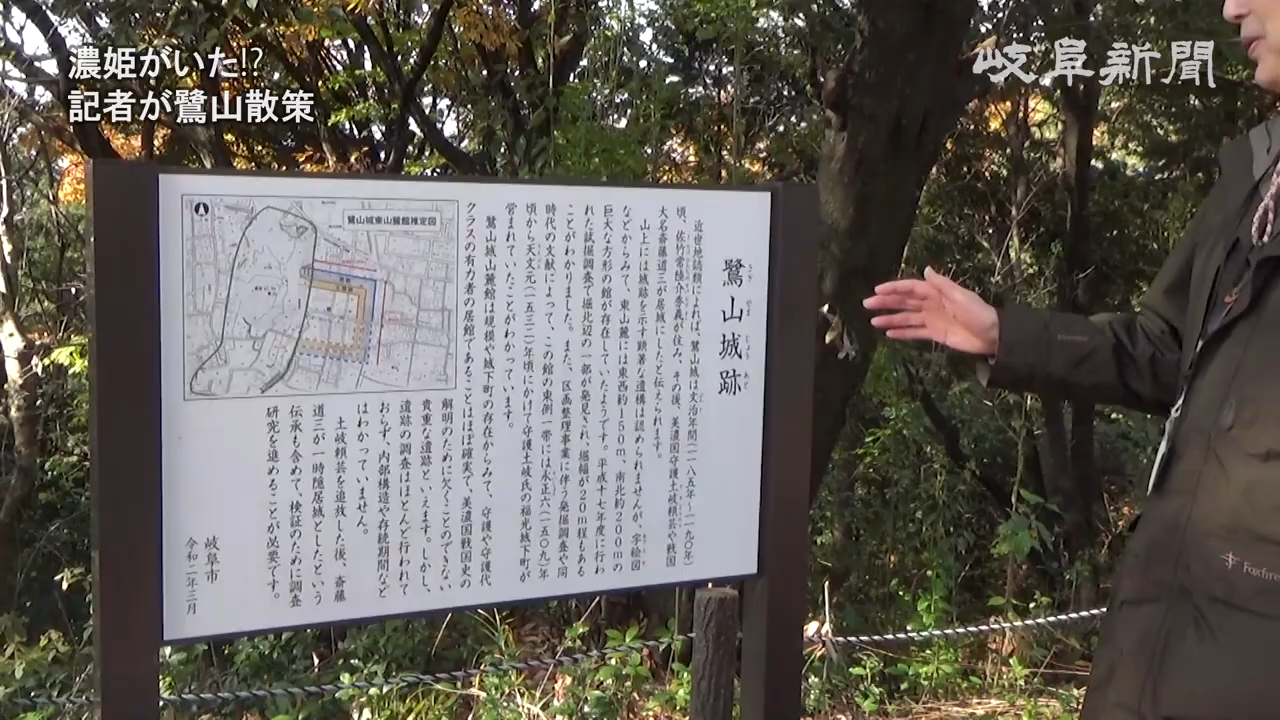 濃姫がいた!?
記者が鷺山散策
岐阜新聞
鷺山城跡
さぎ やま じょう あと
近世地誌類によれば、鷺山城は文治年間(一一八五年～一一九〇年)
頃、佐竹常陸介秀義が住み、その後、美濃国守護土岐頼芸や戦国
大名斎藤道三が居城にしたと伝えられます。
山上には城跡を示す顕著な遺構は認められませんが、字絵図
などからみて、東山麓には東西約150m、南北約200mの
巨大な方形の館が存在していたようです。平成十七年度に行わ
れた試掘調査で堀北辺の一部が発見され、堀幅が20m程もある
ことがわかりました。また、区画整理事業に伴う発掘調査や同
時代の文献によって、この館の東側一帯には永正六(一五〇九)年
頃から天文元(一五三二)年頃にかけて守護土岐氏の福光城下町が
営まれていたことがわかっています。
鷺山城山麓館は規模や城下町の存在からみて、守護や守護代
クラスの有力者の居館であることはほぼ確実で、美濃国戦国史の
解明のために欠くことのできない
貴重な遺跡といえます。しかし、
遺跡の調査はほとんど行われて
おらず、内部構造や存続期間など
はわかっていません。
土岐頼芸を追放した後、斎藤
道三が一時隠居城としたという
伝承も含めて、検証のために調査
研究を進めることが必要です。
岐阜市
令和二年三月
鷺山城東山麓館推定図
Foxfire